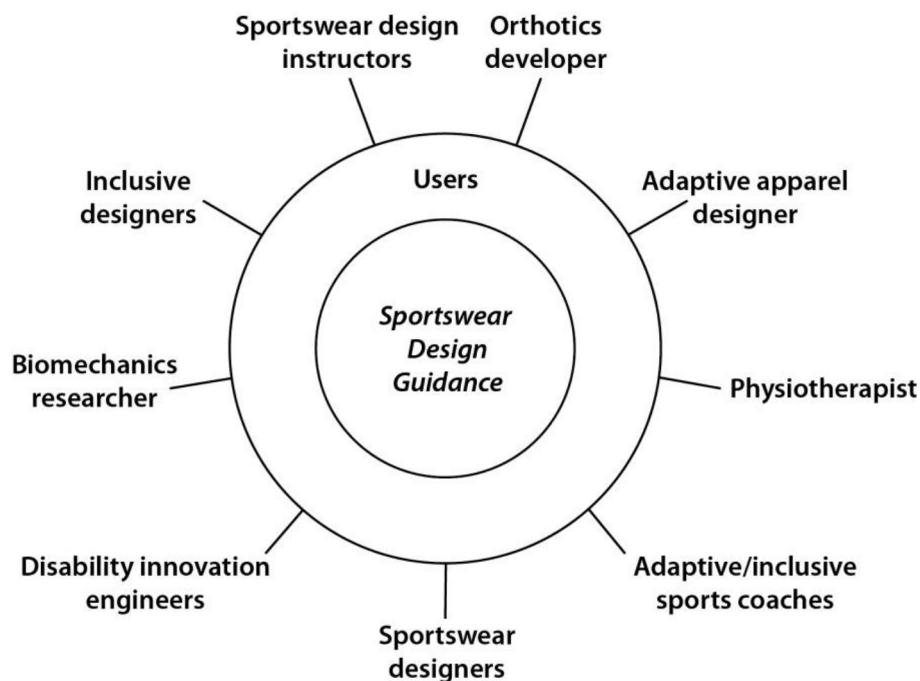 Sportswear design
instructors
Orthotics
developer
Inclusive
designers
Users
Adaptive apparel
designer
Sportswear
Design
Guidance
Biomechanics
researcher
Physiotherapist
Disability innovation
engineers
Adaptive/inclusive
sports coaches
Sportswear
designers